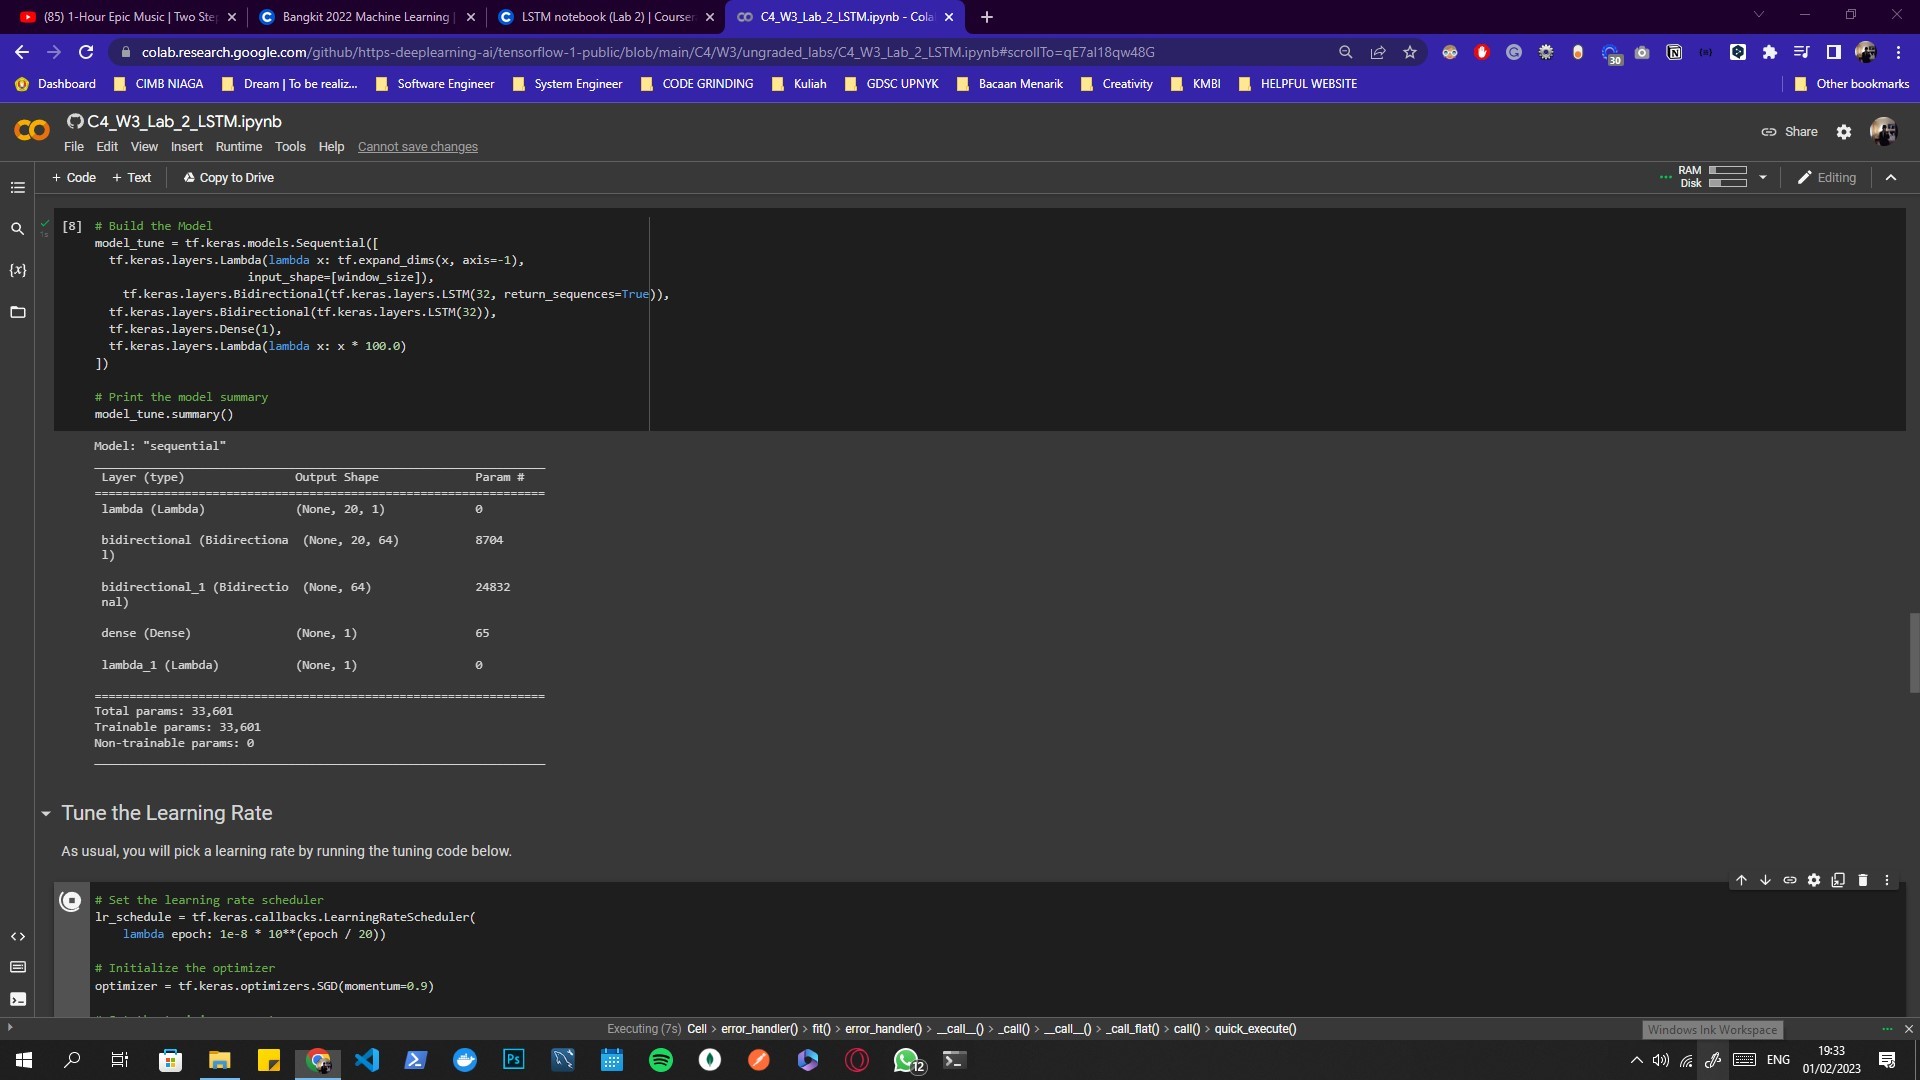 (85) 1-Hour Epic Music | Two Ste
Bangkit 2022 Machine Learning |
LSTM notebook (Lab 2) | Courser
C4_W3_Lab_2_LSTM.ipynb - Cola
colab.research.google.com/github/https-deeplearning-ai/tensorflow-1-public/blob/main/C4/W3/ungraded_labs/C4_W3_Lab_2_LSTM.ipynb#scrollTo=qE7al18qw48G
30
Dashboard CIMB NIAGA Dream | To be realiz... Software Engineer System Engineer CODE GRINDING Kuliah GDSC UPNYK Bacaan Menarik Creativity KMBI HELPFUL WEBSITE Other bookmarks
C4_W3_Lab_2_LSTM.ipynb
Share
File Edit View Insert Runtime Tools Help Cannot save changes
+ Code + Text Copy to Drive
RAM
Disk
Editing
[8] # Build the Model
1s
model_tune = tf.keras.models.Sequential([
tf.keras.layers.Lambda(lambda x: tf.expand_dims(x, axis=-1),
input_shape=[window_size]),
tf.keras.layers.Bidirectional(tf.keras.layers.LSTM(32, return_sequences=True)),
tf.keras.layers.Bidirectional(tf.keras.layers.LSTM(32)),
tf.keras.layers.Dense(1),
tf.keras.layers.Lambda(lambda x: x * 100.0)
])
# Print the model summary
model_tune.summary()
Model: "sequential"
Layer (type) Output Shape Param #
=================================================================
lambda (Lambda) (None, 20, 1) 0
bidirectional (Bidirectiona (None, 20, 64) 8704
l)
bidirectional_1 (Bidirectio (None, 64) 24832
nal)
dense (Dense) (None, 1) 65
lambda_1 (Lambda) (None, 1) 0
=================================================================
Total params: 33,601
Trainable params: 33,601
Non-trainable params: 0
Tune the Learning Rate
As usual, you will pick a learning rate by running the tuning code below.
# Set the learning rate scheduler
lr_schedule = tf.keras.callbacks.LearningRateScheduler(
lambda epoch: 1e-8 * 10**(epoch / 20))
# Initialize the optimizer
optimizer = tf.keras.optimizers.SGD(momentum=0.9)
Executing (7s) Cell > error_handler() > fit() > error_handler() > __call__() > _call() > __call__() > _call_flat() > call() > quick_execute()
Windows Ink Workspace
Ps
12
ENG
19:33
01/02/2023